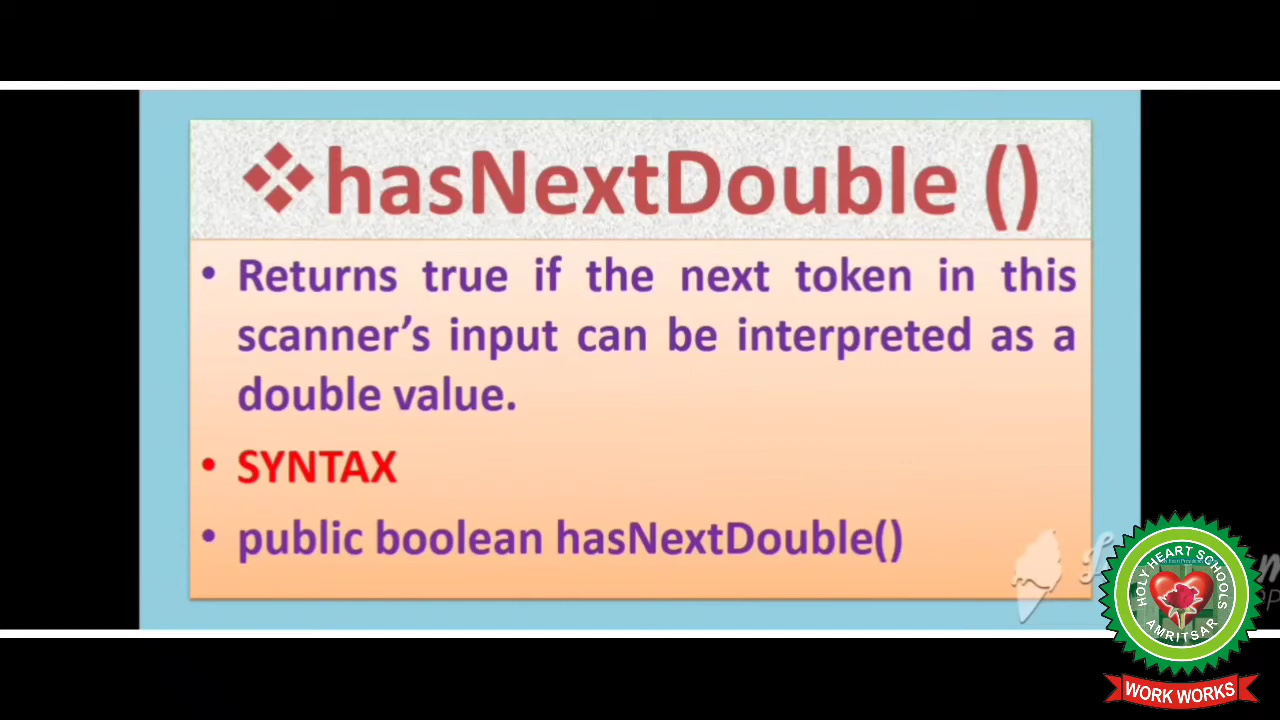 ❖hasNextDouble ()
• Returns true if the next token in this
scanner’s input can be interpreted as a
double value.
• SYNTAX
• public boolean hasNextDouble()
HOLY HEART SCHOOLS
AMRITSAR
WORK WORKS